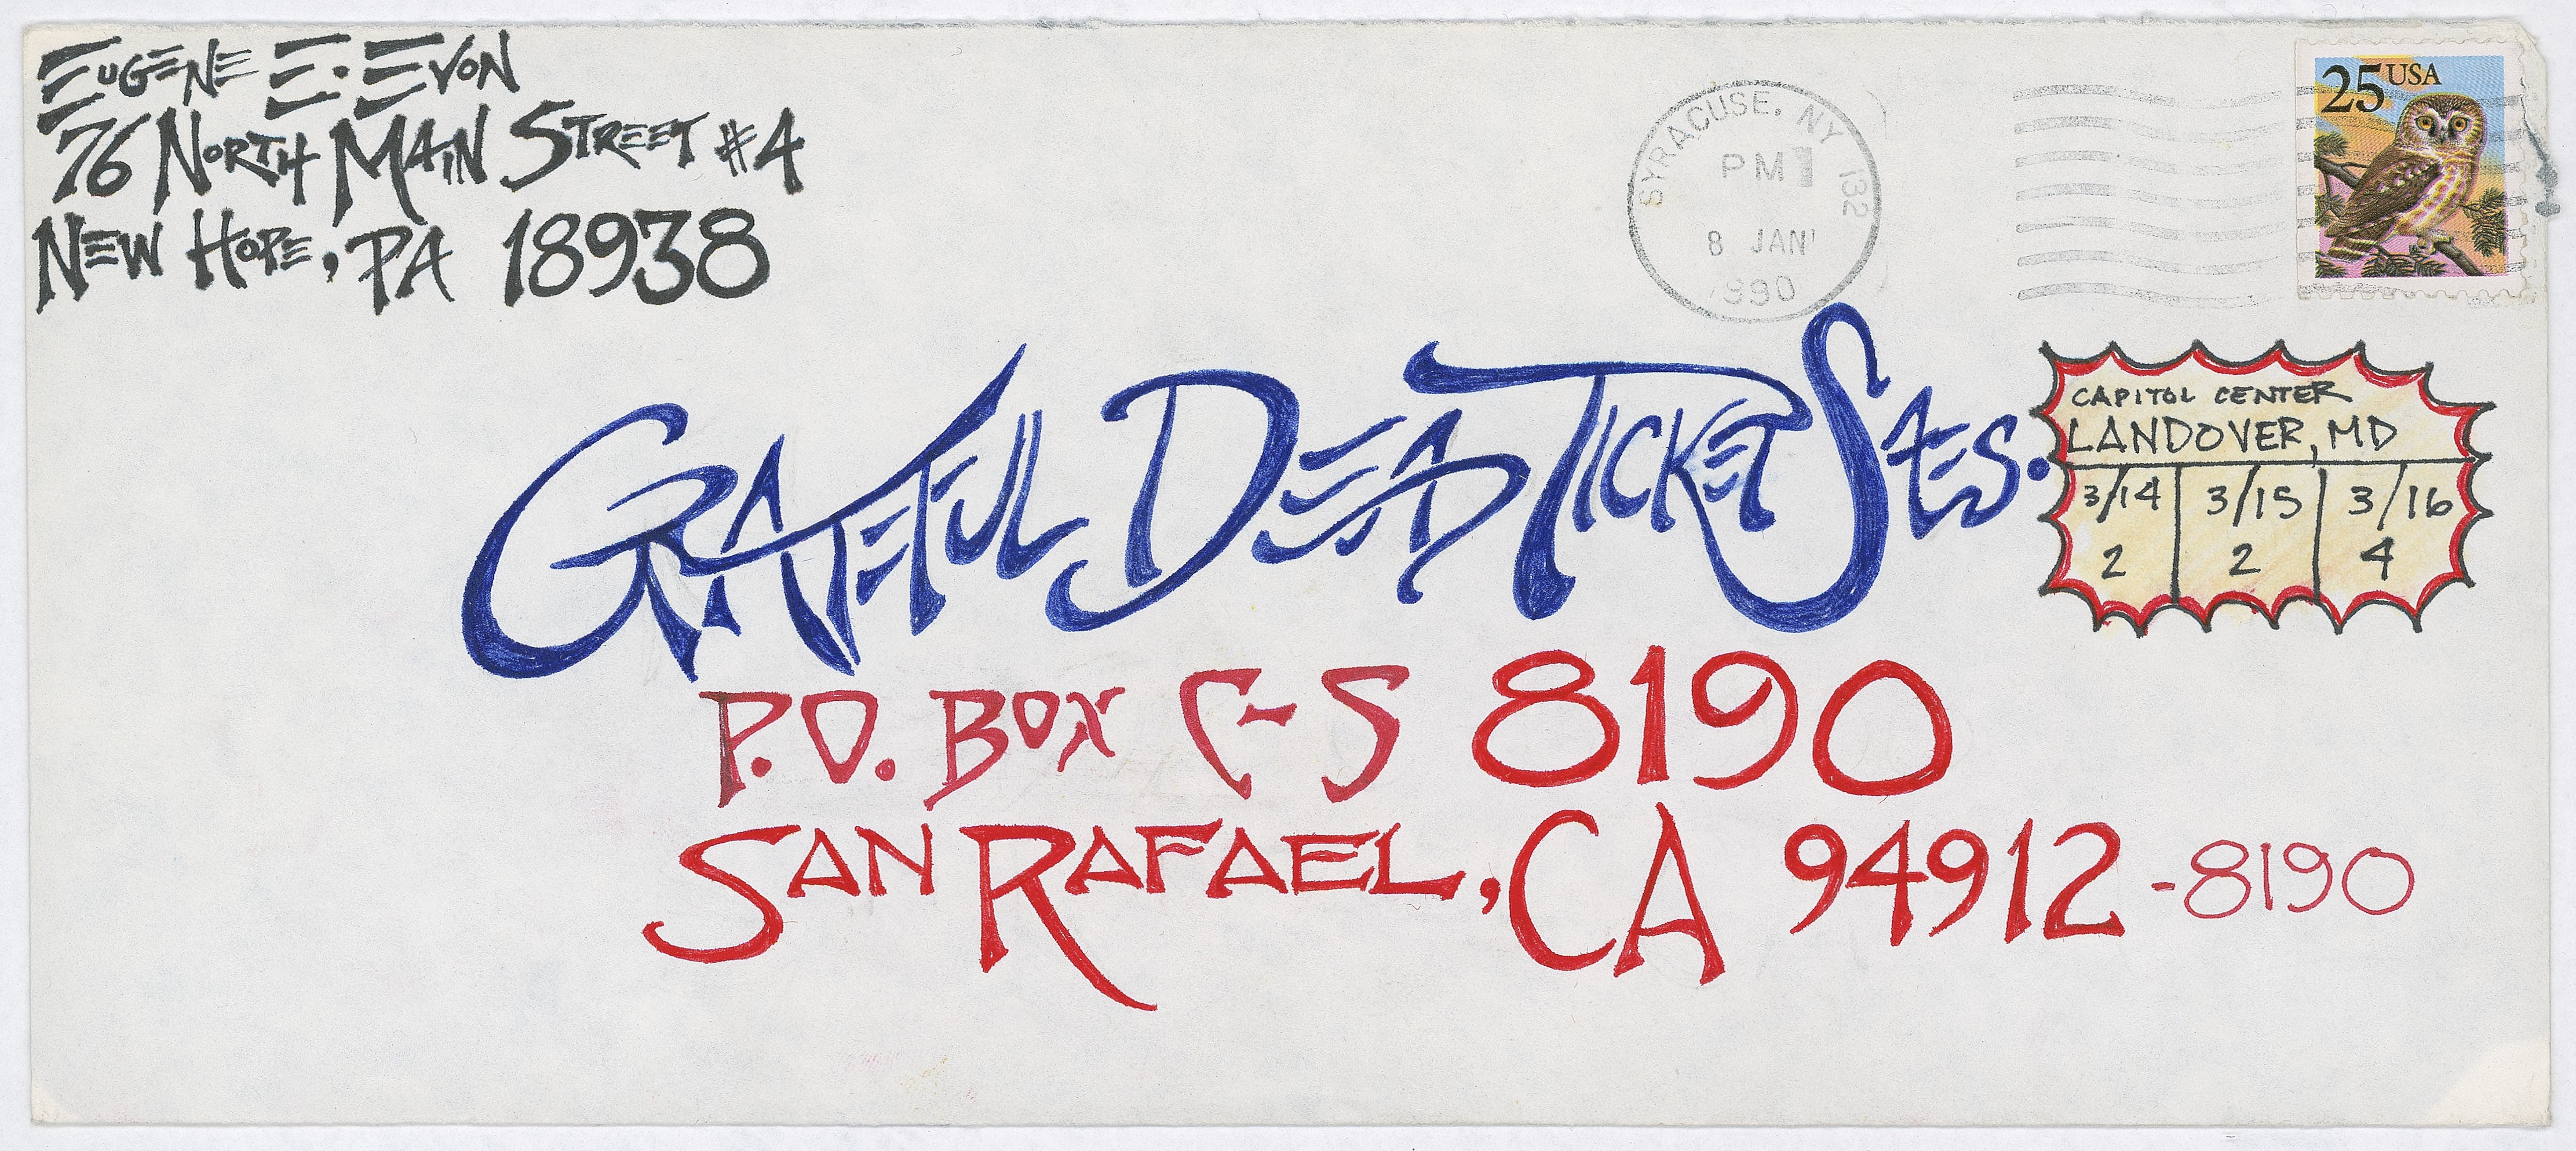 EUGENE E. EVON
76 NORTH MAIN STREET #4
NEW HOPE, PA 18938
SYRACUSE, NY 132
PM
8 JAN
1990
25 USA
GRATEFUL DEAD TICKET SALES.
CAPITOL CENTER
LANDOVER, MD
3/14 3/15 3/16
2 2 4
P.O. BOX C-S 8190
SAN RAFAEL, CA 94912-8190